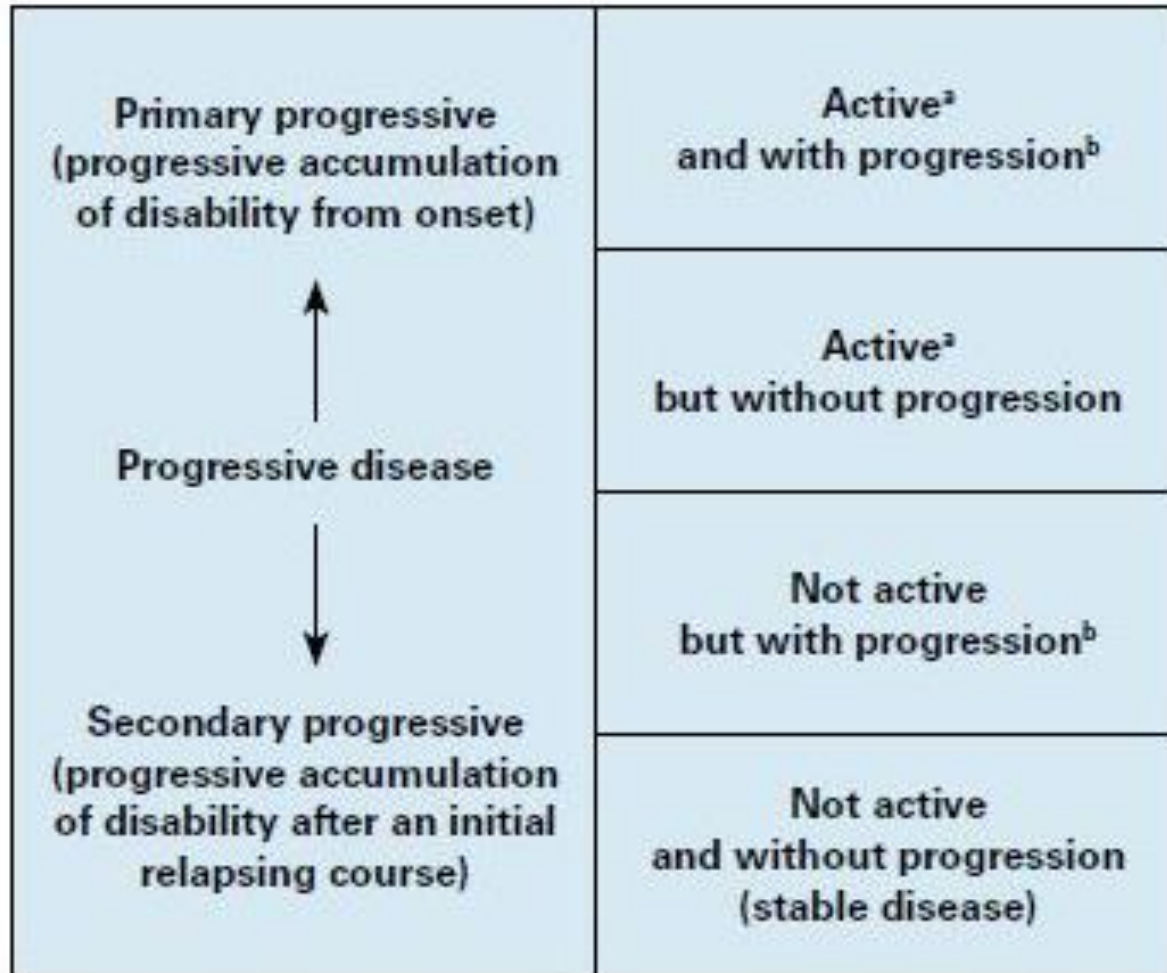 Primary progressive
(progressive accumulation
of disability from onset)
Progressive disease
Secondary progressive
(progressive accumulation
of disability after an initial
relapsing course)
Activeᵃ
and with progressionᵇ
Activeᵃ
but without progression
Not active
but with progressionᵇ
Not active
and without progression
(stable disease)